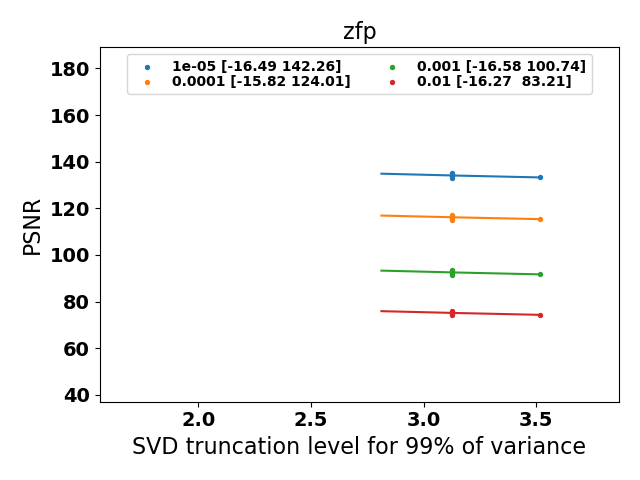 zfp
1e-05 [-16.49 142.26]
0.0001 [-15.82 124.01]
0.001 [-16.58 100.74]
0.01 [-16.27  83.21]
180
160
140
120
100
80
60
40
PSNR
2.0 2.5 3.0 3.5
SVD truncation level for 99% of variance